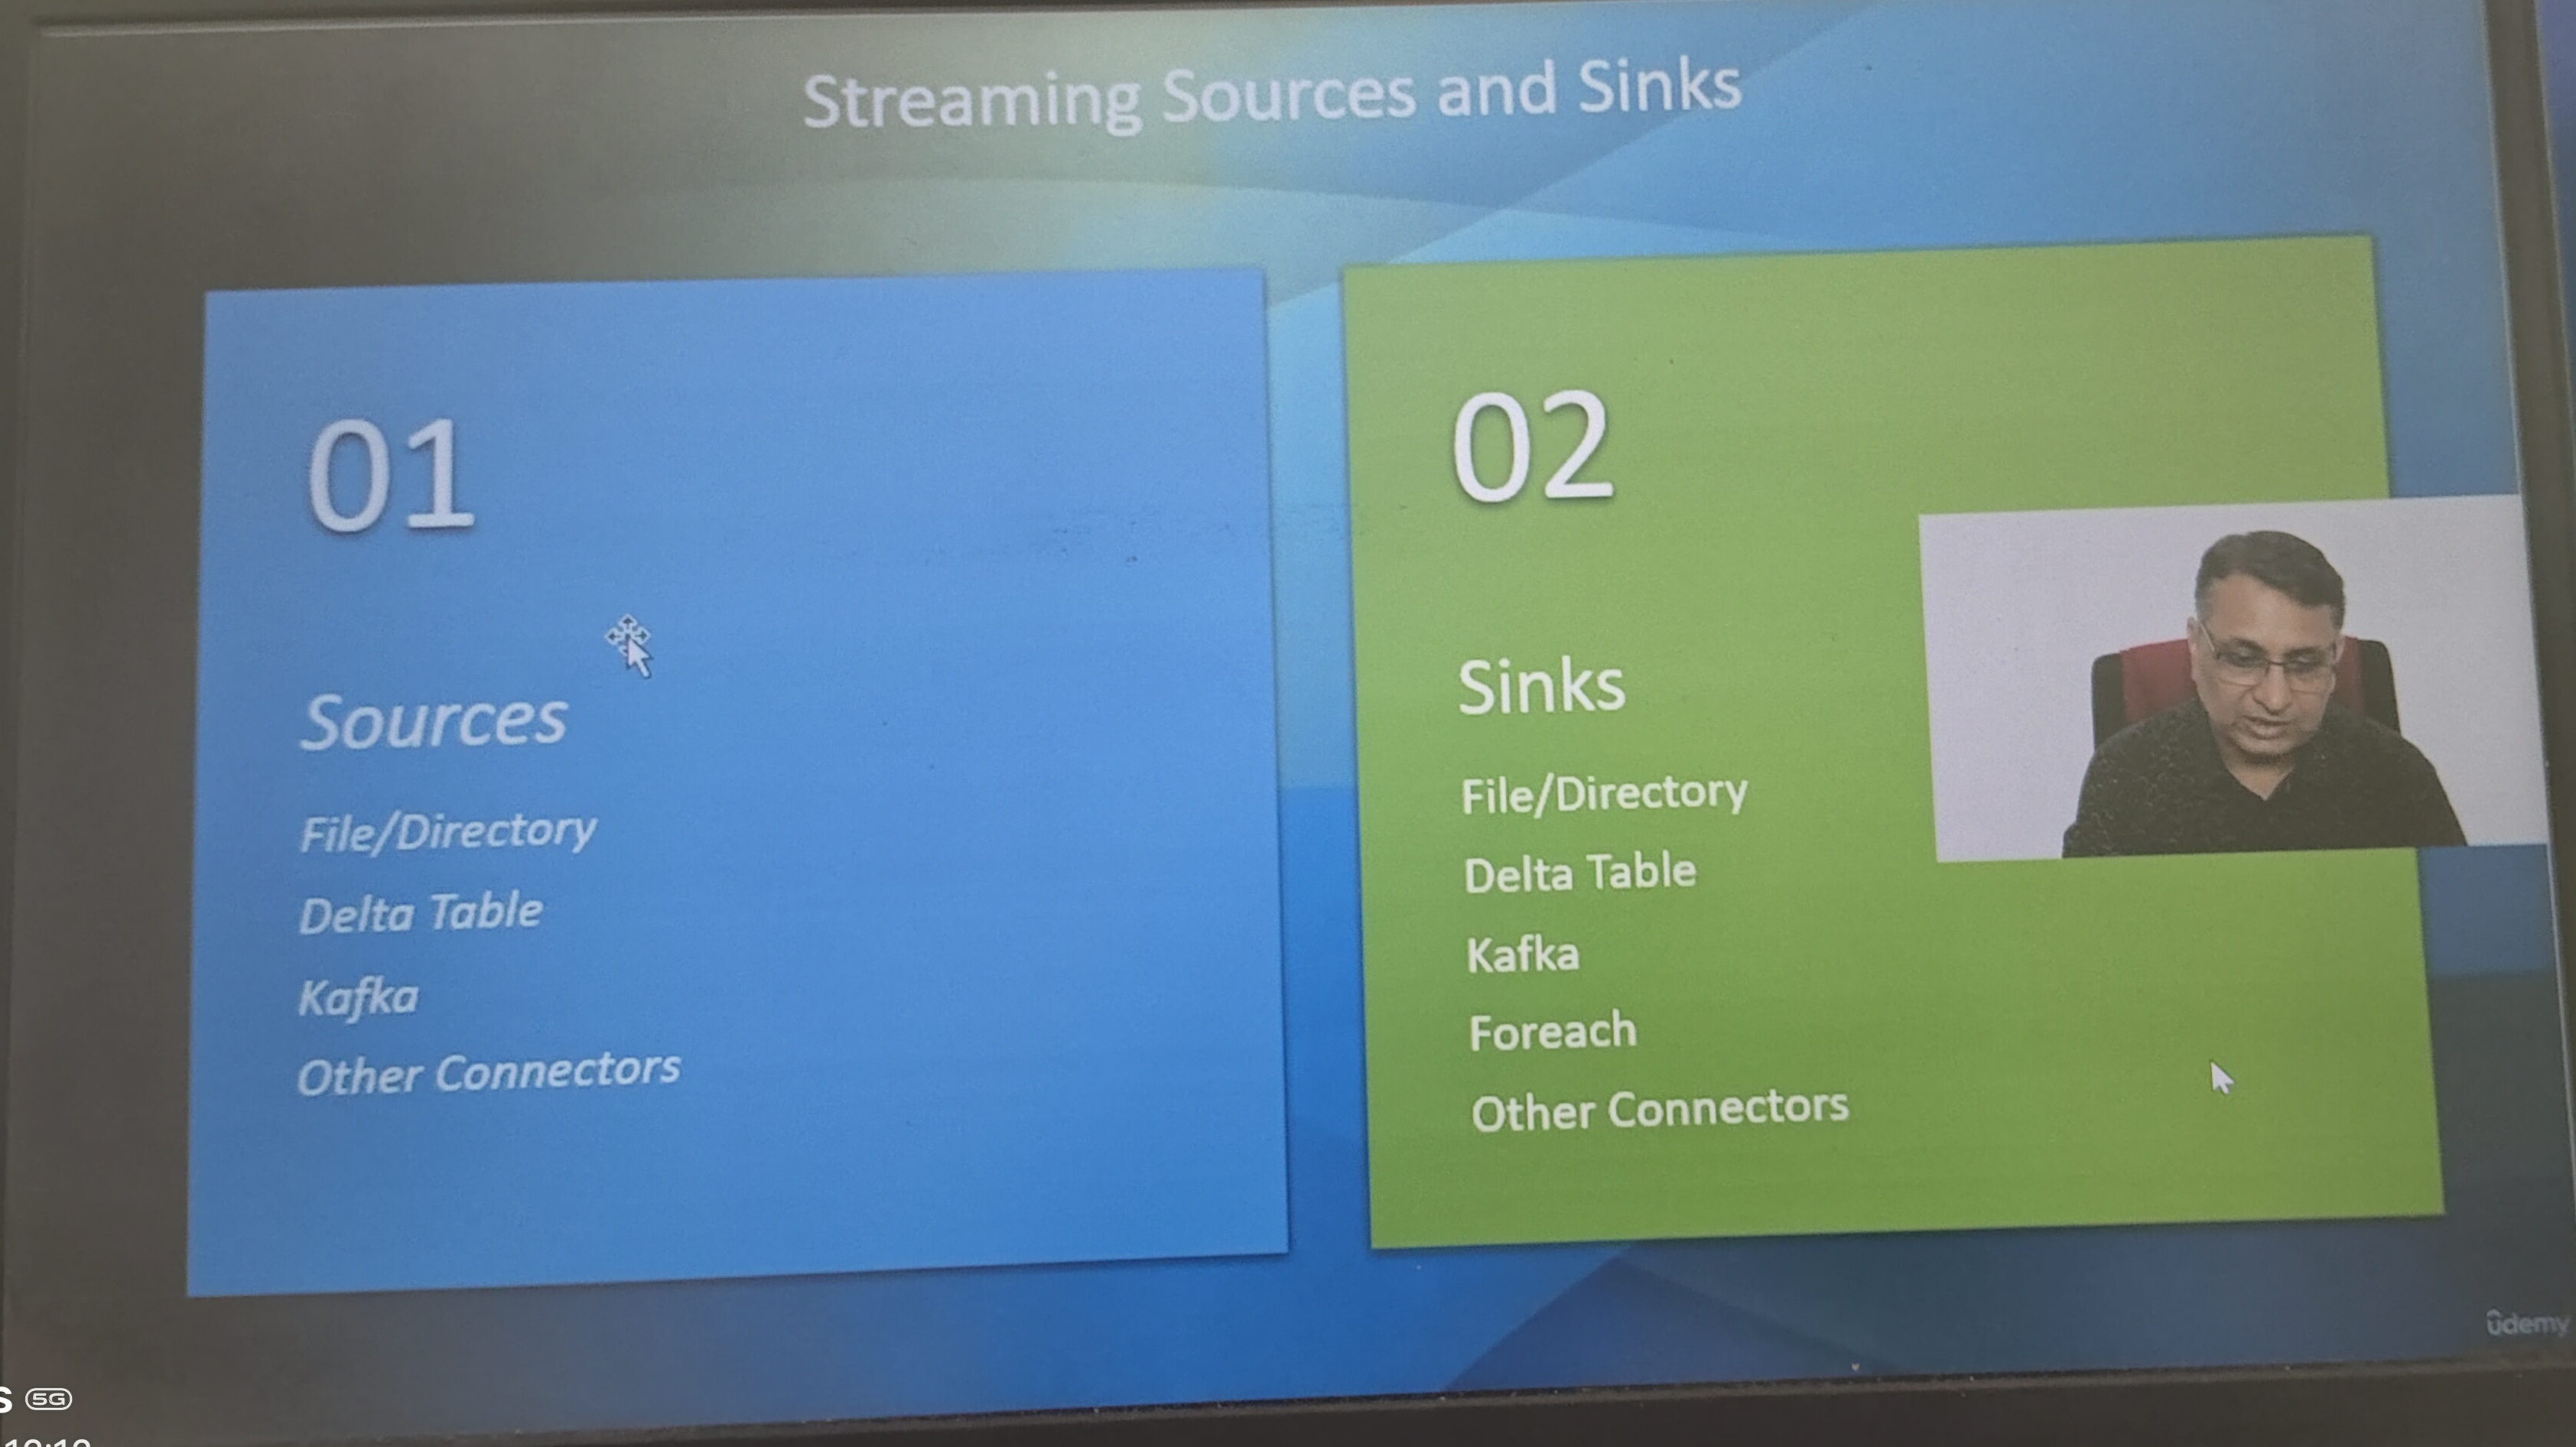 Streaming Sources and Sinks
01
Sources
File/Directory
Delta Table
Kafka
Other Connectors
02
Sinks
File/Directory
Delta Table
Kafka
Foreach
Other Connectors
udemy
5G